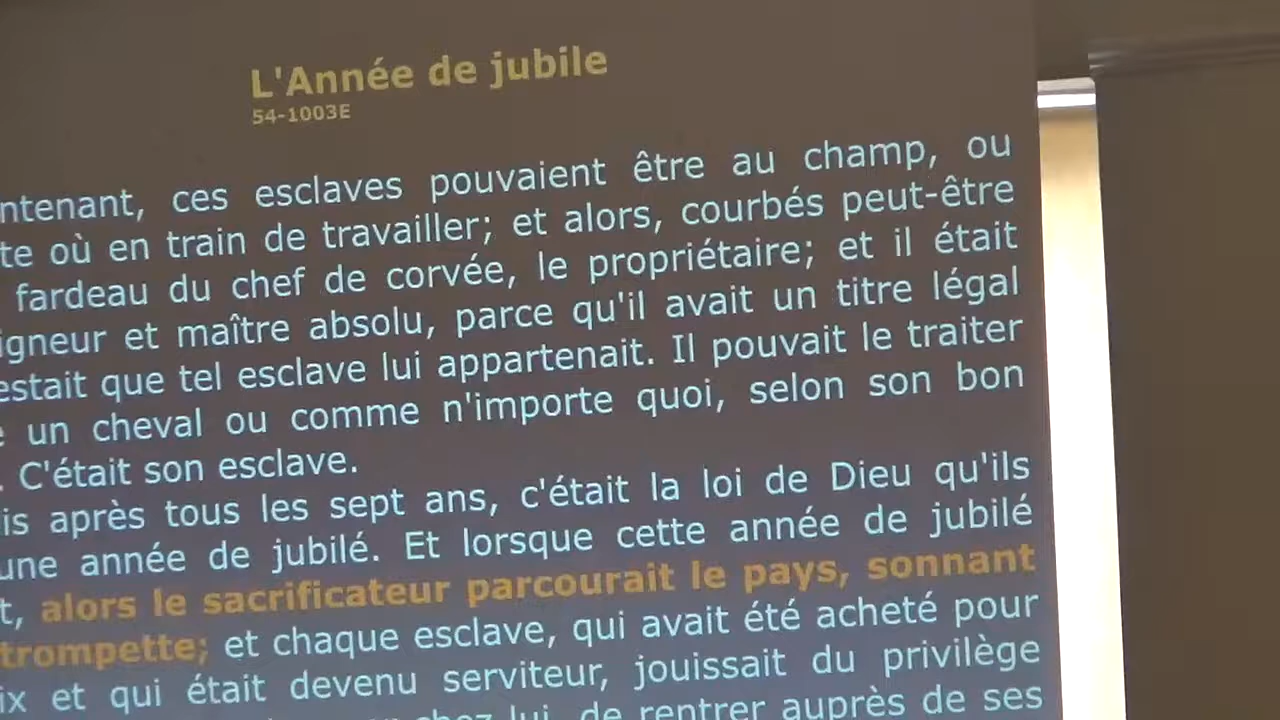 L'Année de jubile
54-1003E
ntenant, ces esclaves pouvaient être au champ, ou
te où en train de travailler; et alors, courbés peut-être
fardeau du chef de corvée, le propriétaire; et il était
igneur et maître absolu, parce qu'il avait un titre légal
estait que tel esclave lui appartenait. Il pouvait le traiter
e un cheval ou comme n'importe quoi, selon son bon
. C'était son esclave.
is après tous les sept ans, c'était la loi de Dieu qu'ils
une année de jubilé. Et lorsque cette année de jubilé
t, alors le sacrificateur parcourait le pays, sonnant
trompette; et chaque esclave, qui avait été acheté pour
ix et qui était devenu serviteur, jouissait du privilège
chez lui, de rentrer auprès de ses